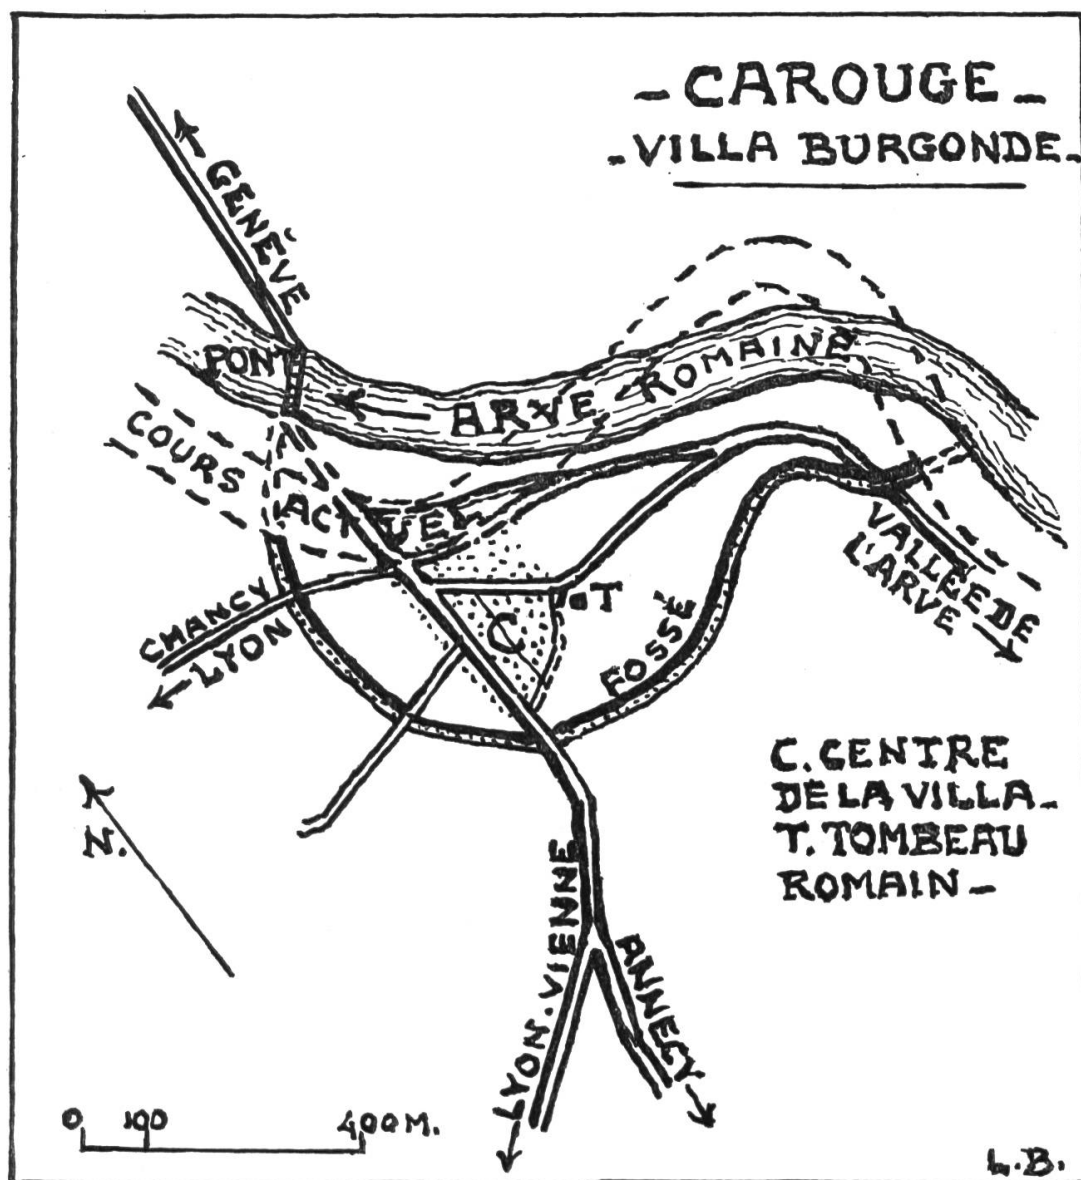 - CAROUGE -
- VILLA BURGONDE -
GENÈVE
PONT
ARVE ROMAINE
COURS ACTUEL
VALLÉE DE
L'ARVE
CHANCY
LYON
C
T
FOSSÉ
C. CENTRE
DE LA VILLA -
T. TOMBEAU
ROMAIN -
N.
LYON. VIENNE
ANNECY
0 100 400 M.
L.B.